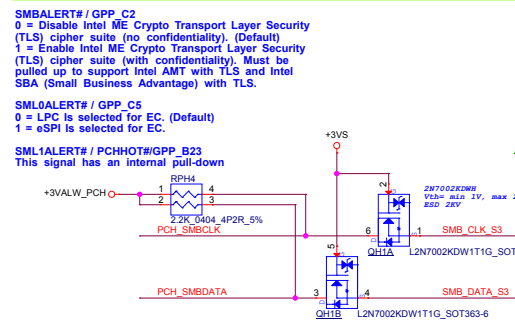 SMBALERT# / GPP_C2
0 = Disable Intel ME Crypto Transport Layer Security
(TLS) cipher suite (no confidentiality). (Default)
1 = Enable Intel ME Crypto Transport Layer Security
(TLS) cipher suite (with confidentiality). Must be
pulled up to support Intel AMT with TLS and Intel
SBA (Small Business Advantage) with TLS.
SML0ALERT# / GPP_C5
0 = LPC Is selected for EC. (Default)
1 = eSPI Is selected for EC.
SML1ALERT# / PCHHOT#/GPP_B23
This signal has an internal pull-down
+3VS
RPH4
+3VALW_PCH
1 4
2 3
2.2K_0404_4P2R_5%
2
G
2N7002KDWH
Vth= min 1V, max 2
ESD 2KV
PCH_SMBCLK
6 D
S 1
SMB_CLK_S3
QH1A
L2N7002KDW1T1G_SOT
5
G
PCH_SMBDATA
3 D
S 4
SMB_DATA_S3
QH1B
L2N7002KDW1T1G_SOT363-6